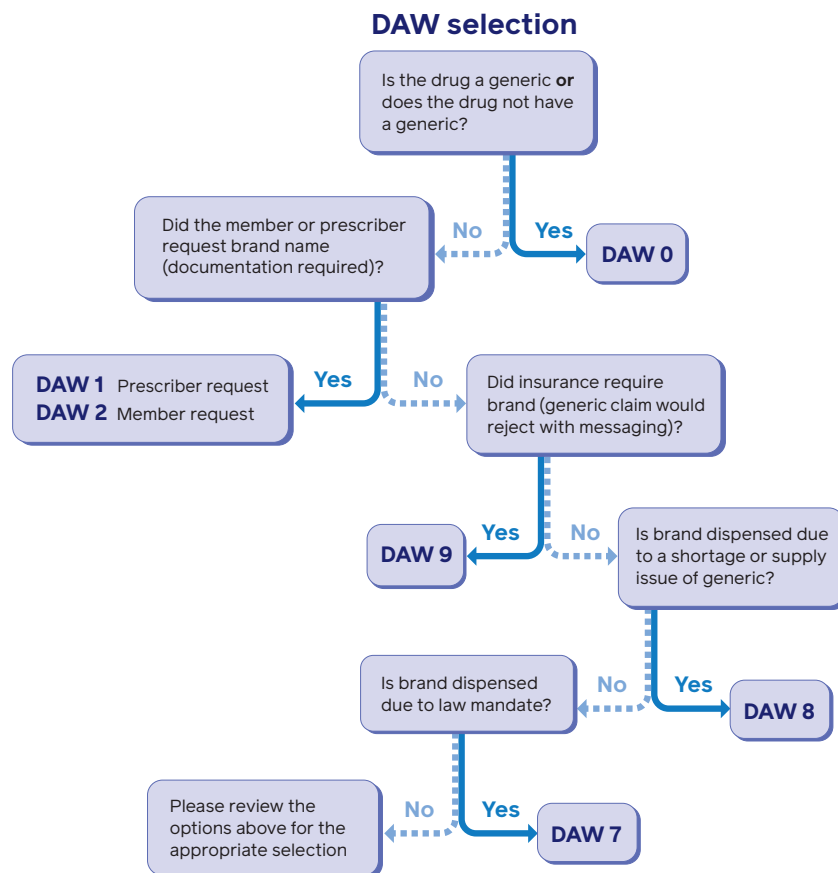 DAW selection
Is the drug a generic or
does the drug not have
a generic?
No
Yes
DAW 0
Did the member or prescriber
request brand name
(documentation required)?
Yes
No
DAW 1 Prescriber request
DAW 2 Member request
Did insurance require
brand (generic claim would
reject with messaging)?
Yes
No
DAW 9
Is brand dispensed due
to a shortage or supply
issue of generic?
No
Yes
DAW 8
Is brand dispensed
due to law mandate?
No
Yes
DAW 7
Please review the
options above for the
appropriate selection